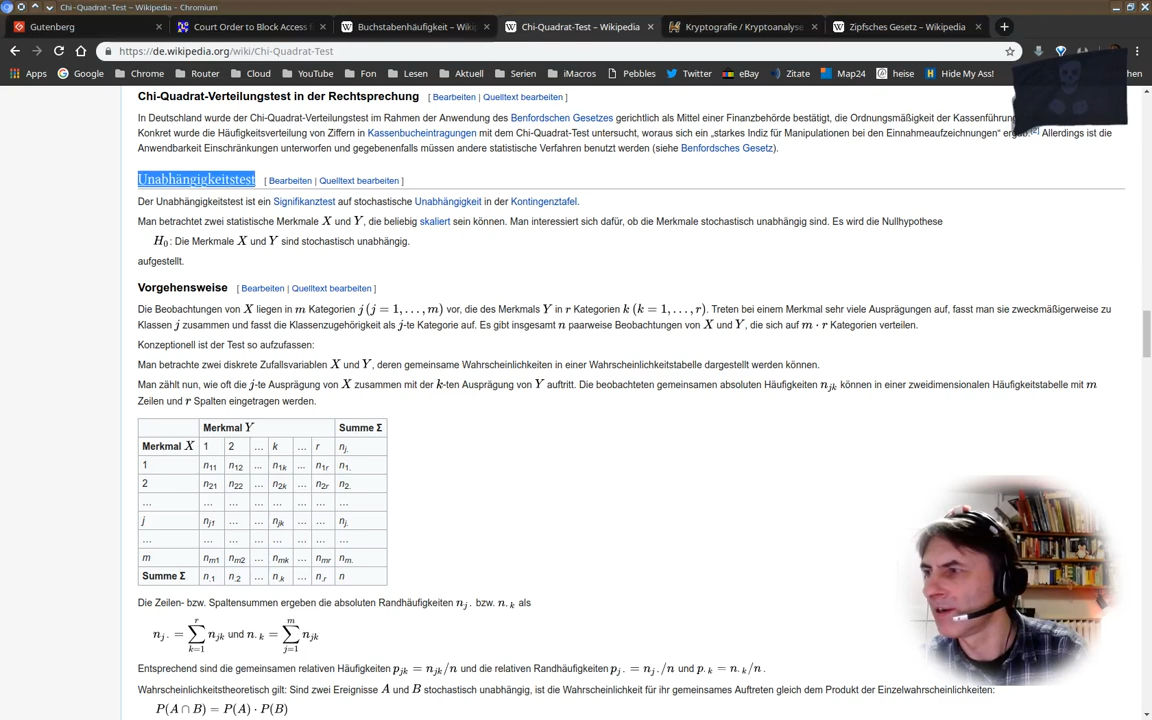 Chi-Quadrat-Test – Wikipedia - Chromium
Gutenberg
Court Order to Block Access
Buchstabenhäufigkeit – Wiki
Chi-Quadrat-Test – Wikipedia
Kryptografie / Kryptoanalyse
Zipfsches Gesetz – Wikipedia
https://de.wikipedia.org/wiki/Chi-Quadrat-Test
Apps Google Chrome Router Cloud YouTube Fon Lesen Aktuell Serien iMacros Pebbles Twitter eBay Zitate Map24 heise Hide My Ass!
Chi-Quadrat-Verteilungstest in der Rechtsprechung [ Bearbeiten | Quelltext bearbeiten ]
In Deutschland wurde der Chi-Quadrat-Verteilungstest im Rahmen der Anwendung des Benfordschen Gesetzes gerichtlich als Mittel einer Finanzbehörde bestätigt, die Ordnungsmäßigkeit der Kassenführung
Konkret wurde die Häufigkeitsverteilung von Ziffern in Kassenbucheintragungen mit dem Chi-Quadrat-Test untersucht, woraus sich ein „starkes Indiz für Manipulationen bei den Einnahmeaufzeichnungen“ ergab.[2] Allerdings ist die
Anwendbarkeit Einschränkungen unterworfen und gegebenenfalls müssen andere statistische Verfahren benutzt werden (siehe Benfordsches Gesetz).
Unabhängigkeitstest [ Bearbeiten | Quelltext bearbeiten ]
Der Unabhängigkeitstest ist ein Signifikanztest auf stochastische Unabhängigkeit in der Kontingenztafel.
Man betrachtet zwei statistische Merkmale X und Y, die beliebig skaliert sein können. Man interessiert sich dafür, ob die Merkmale stochastisch unabhängig sind. Es wird die Nullhypothese
H0: Die Merkmale X und Y sind stochastisch unabhängig.
aufgestellt.
Vorgehensweise [ Bearbeiten | Quelltext bearbeiten ]
Die Beobachtungen von X liegen in m Kategorien j (j = 1, . . . , m) vor, die des Merkmals Y in r Kategorien k (k = 1, . . . , r). Treten bei einem Merkmal sehr viele Ausprägungen auf, fasst man sie zweckmäßigerweise zu
Klassen j zusammen und fasst die Klassenzugehörigkeit als j-te Kategorie auf. Es gibt insgesamt n paarweise Beobachtungen von X und Y, die sich auf m · r Kategorien verteilen.
Konzeptionell ist der Test so aufzufassen:
Man betrachte zwei diskrete Zufallsvariablen X und Y, deren gemeinsame Wahrscheinlichkeiten in einer Wahrscheinlichkeitstabelle dargestellt werden können.
Man zählt nun, wie oft die j-te Ausprägung von X zusammen mit der k-ten Ausprägung von Y auftritt. Die beobachteten gemeinsamen absoluten Häufigkeiten njk können in einer zweidimensionalen Häufigkeitstabelle mit m
Zeilen und r Spalten eingetragen werden.
Merkmal Y Summe Σ
Merkmal X 1 2 … k … r nj.
1 n11 n12 ... n1k ... n1r n1.
2 n21 n22 … n2k … n2r n2.
… … … … … … … …
j nj1 … … njk … … nj.
… … … … … … … …
m nm1 nm2 … nmk … nmr nm.
Summe Σ n.1 n.2 … n.k … n.r n
Die Zeilen- bzw. Spaltensummen ergeben die absoluten Randhäufigkeiten nj. bzw. n.k als
nj. = ∑ k=1 r njk und n.k = ∑ j=1 m njk
Entsprechend sind die gemeinsamen relativen Häufigkeiten pjk = njk/n und die relativen Randhäufigkeiten pj. = nj./n und p.k = n.k/n.
Wahrscheinlichkeitstheoretisch gilt: Sind zwei Ereignisse A und B stochastisch unabhängig, ist die Wahrscheinlichkeit für ihr gemeinsames Auftreten gleich dem Produkt der Einzelwahrscheinlichkeiten:
P(A ∩ B) = P(A) · P(B)